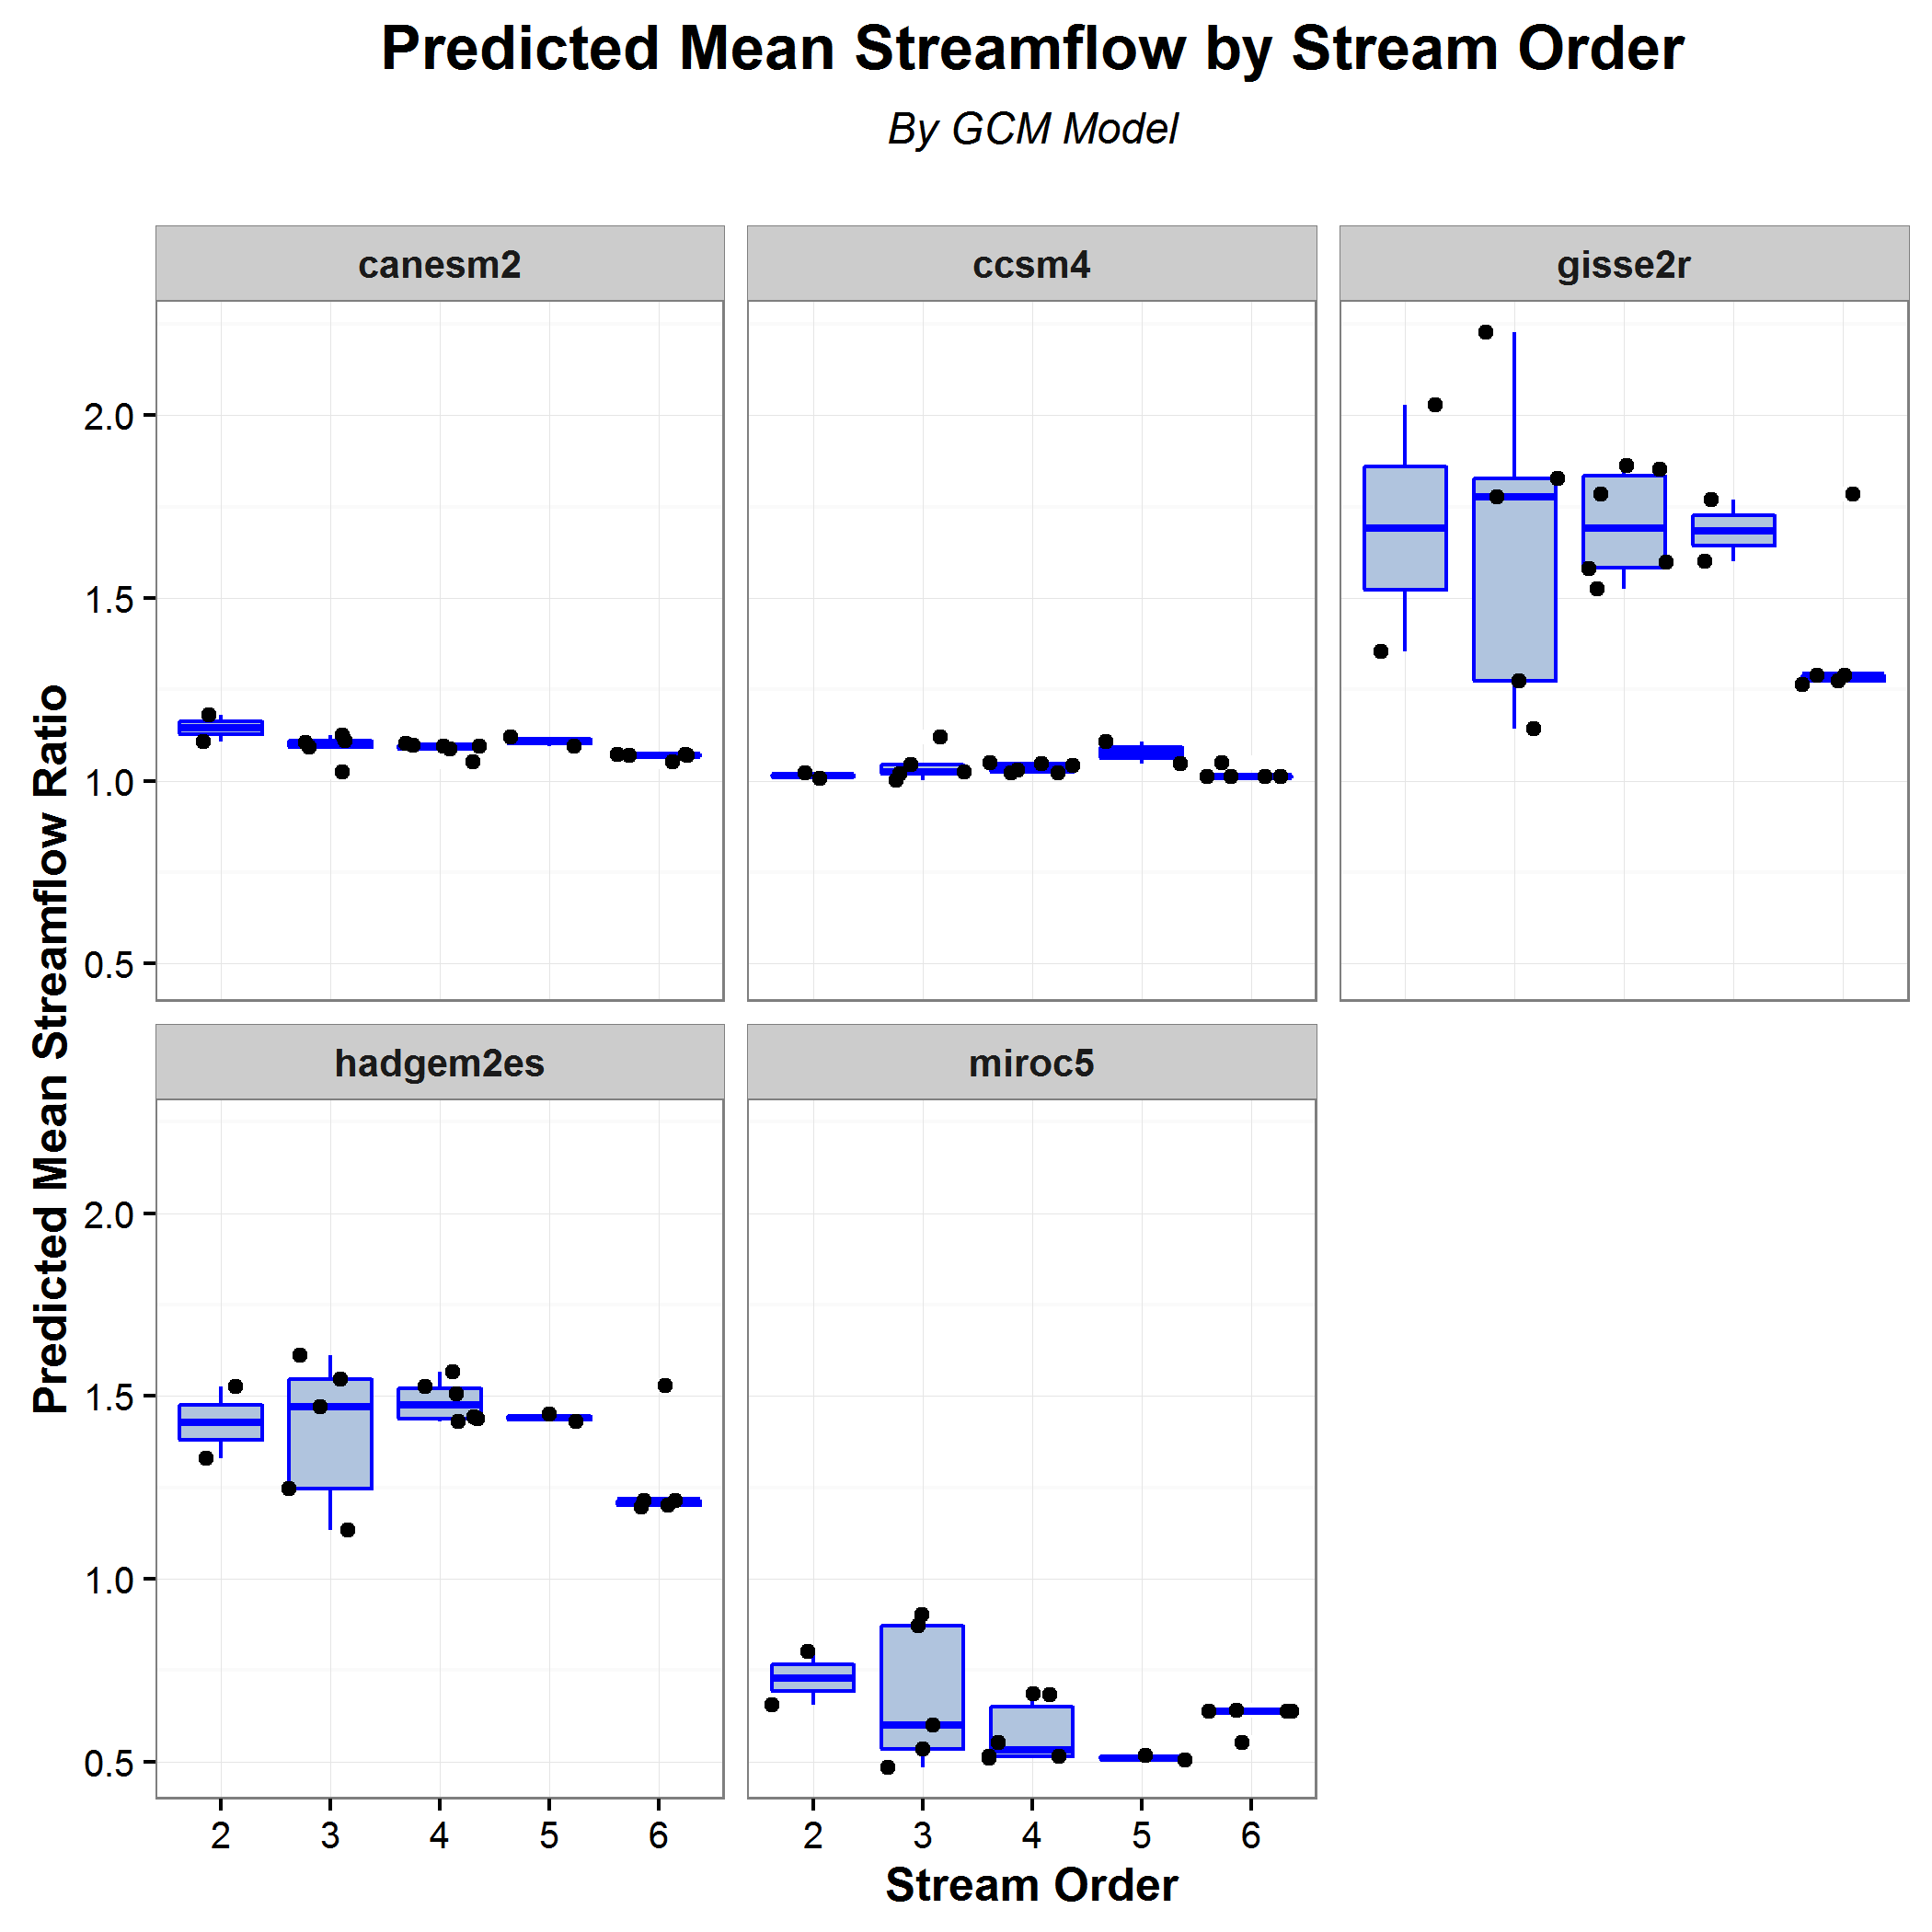 Predicted Mean Streamflow by Stream Order
By GCM Model
canesm2
ccsm4
gisse2r
2.0
1.5
1.0
0.5
Predicted Mean Streamflow Ratio
hadgem2es
miroc5
2.0
1.5
1.0
0.5
2 3 4 5 6
2 3 4 5 6
Stream Order